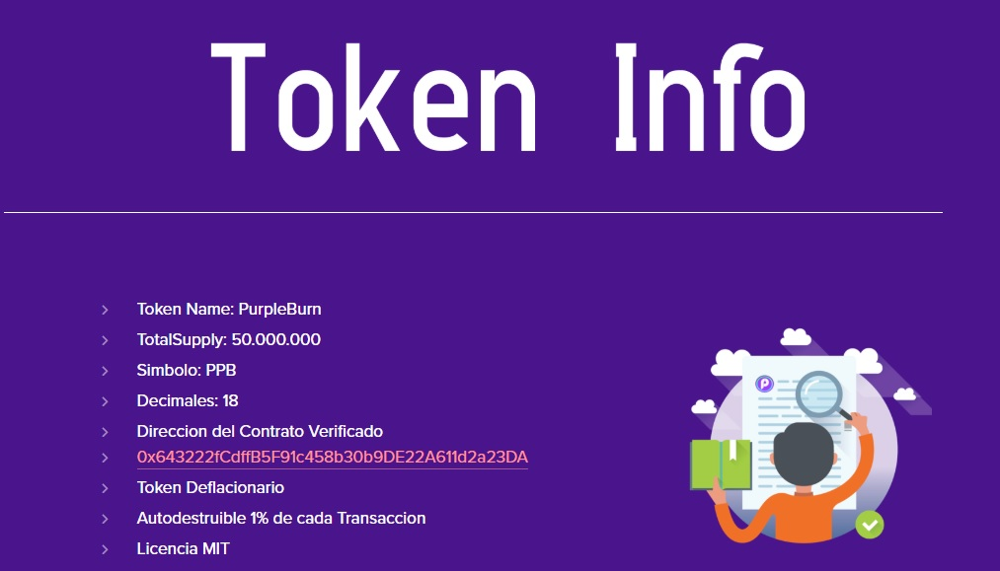 Token Info
Token Name: PurpleBurn
TotalSupply: 50.000.000
Simbolo: PPB
Decimales: 18
Direccion del Contrato Verificado
0x643222fCdffB5F91c458b30b9DE22A611d2a23DA
Token Deflacionario
Autodestruible 1% de cada Transaccion
Licencia MIT